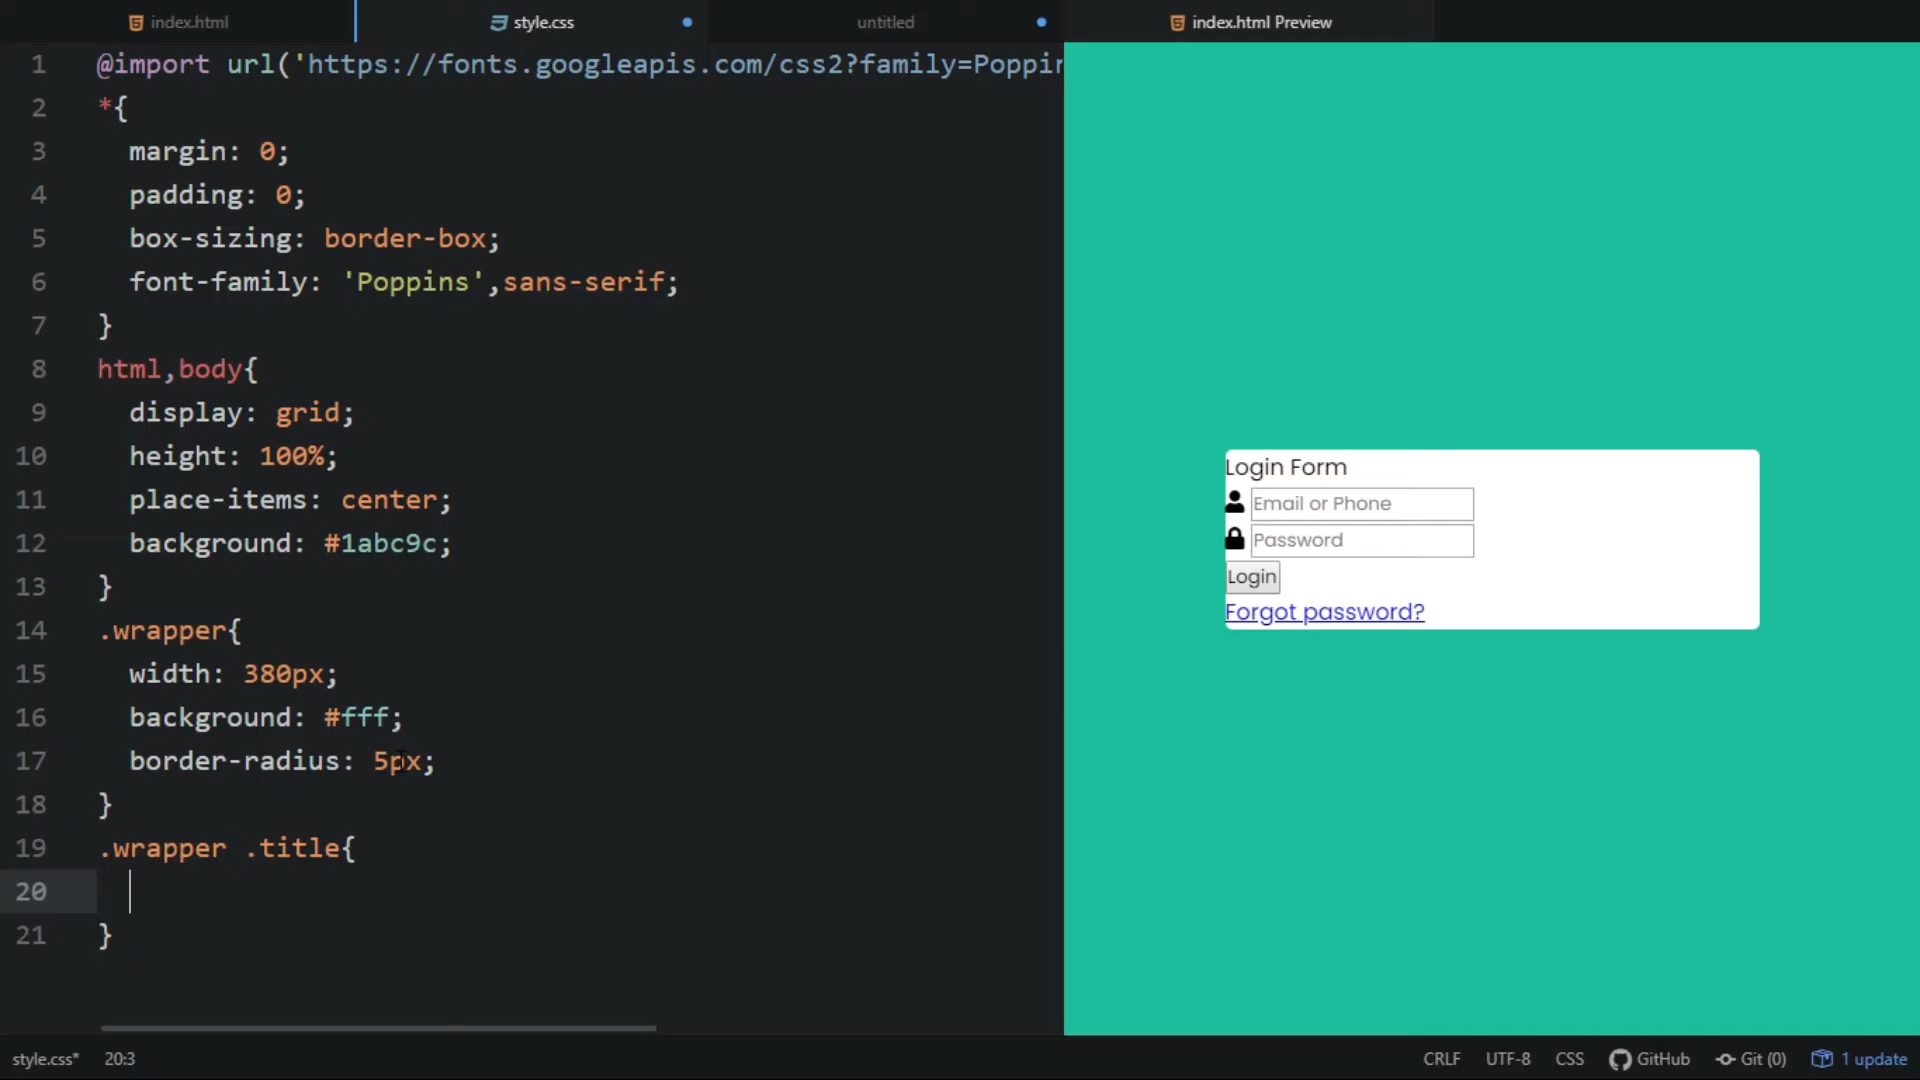 index.html
style.css
untitled
index.html Preview
1 @import url('https://fonts.googleapis.com/css2?family=Poppin
2 *{
3 margin: 0;
4 padding: 0;
5 box-sizing: border-box;
6 font-family: 'Poppins',sans-serif;
7 }
8 html,body{
9 display: grid;
10 height: 100%;
11 place-items: center;
12 background: #1abc9c;
13 }
14 .wrapper{
15 width: 380px;
16 background: #fff;
17 border-radius: 5px;
18 }
19 .wrapper .title{
20
21 }
Login Form
Email or Phone
Password
Login
Forgot password?
style.css* 20:3
CRLF UTF-8 CSS GitHub Git (0) 1 update